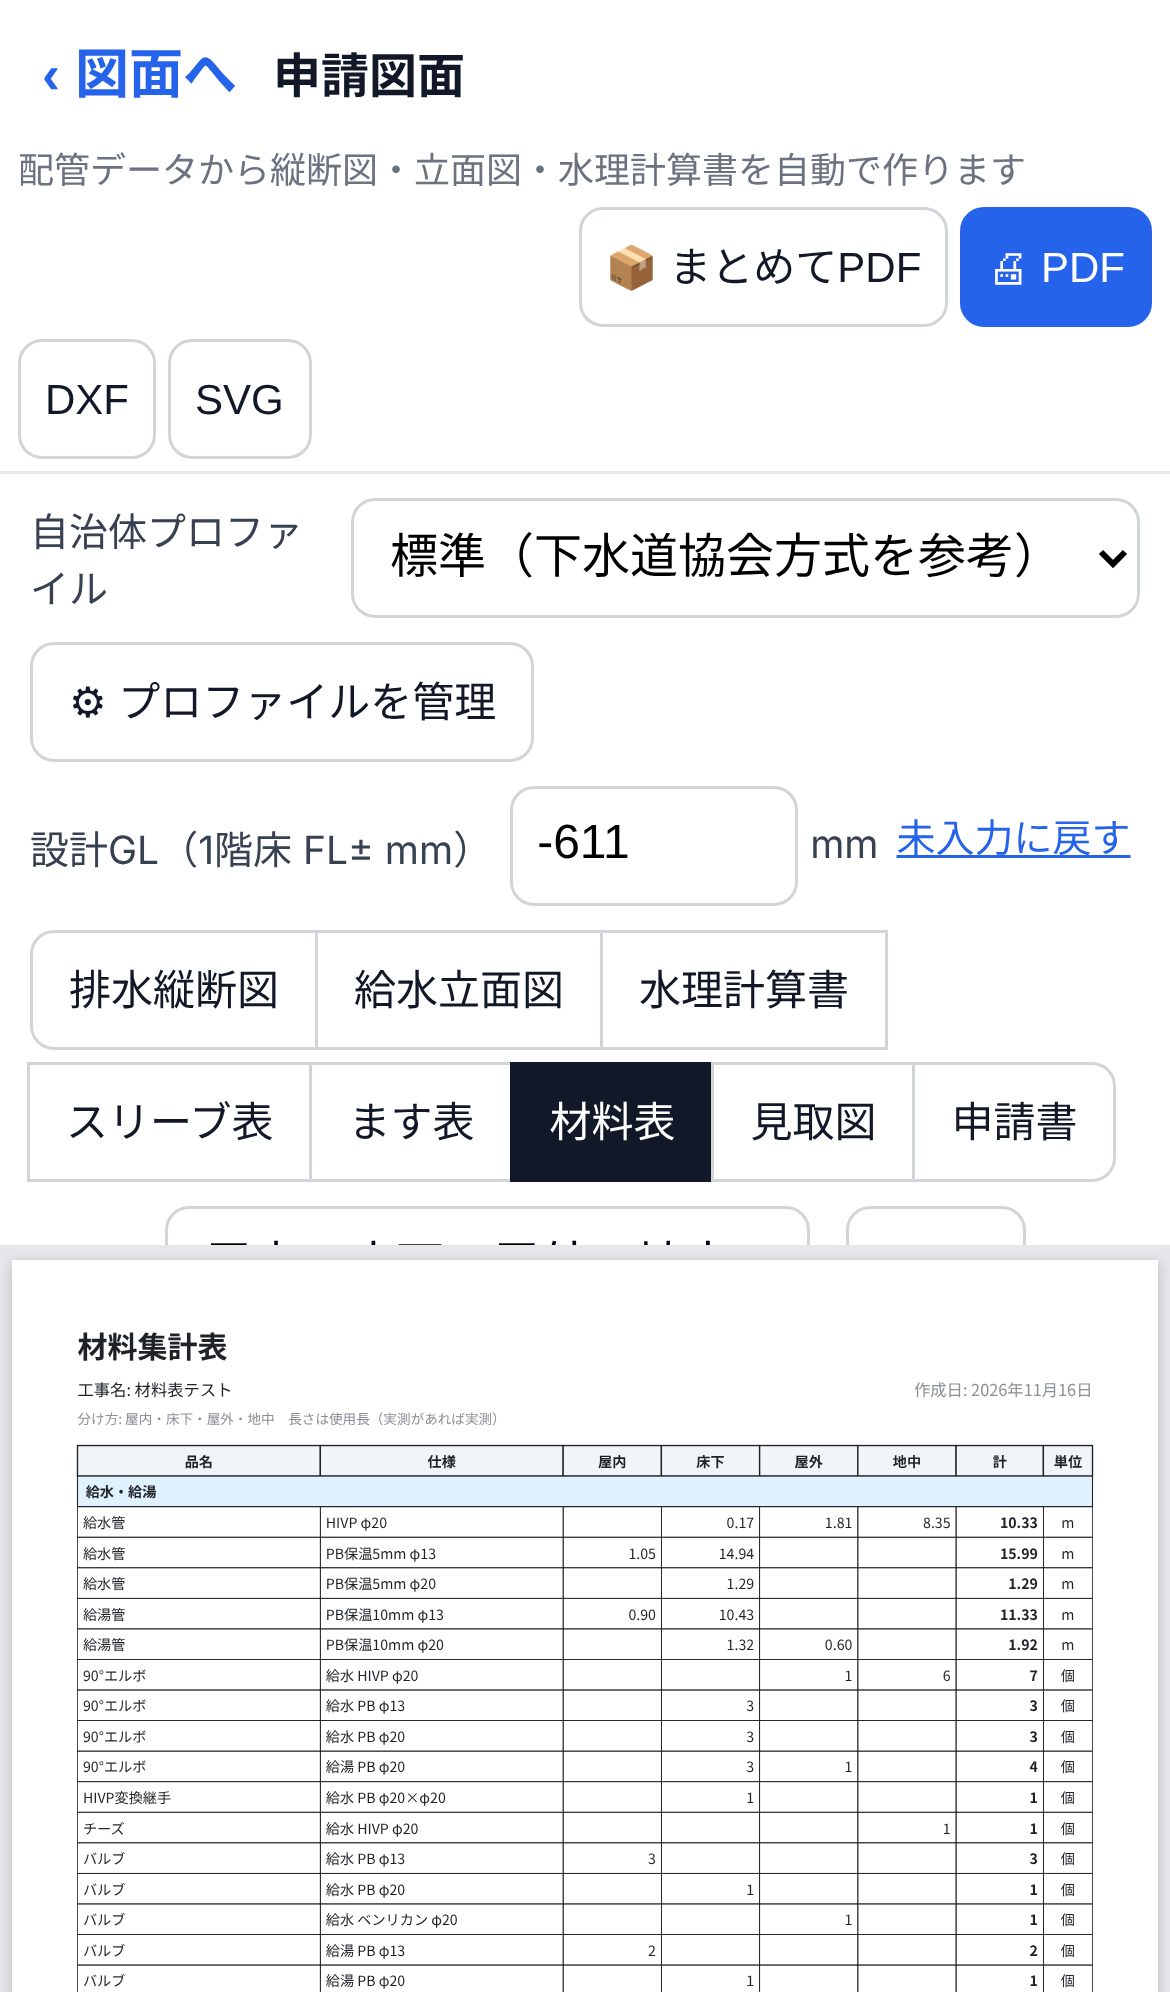 ‹ 図面へ 申請図面
配管データから縦断図・立面図・水理計算書を自動で作ります
📦 まとめてPDF 🖨 PDF
DXF SVG
自治体プロファイル 標準（下水道協会方式を参考）
⚙ プロファイルを管理
設計GL（1階床 FL± mm） -611 mm 未入力に戻す
排水縦断図 給水立面図 水理計算書
スリーブ表 ます表 材料表 見取図 申請書
材料集計表
工事名: 材料表テスト 作成日: 2026年11月16日
分け方: 屋内・床下・屋外・地中 長さは使用長（実測があれば実測）
品名 仕様 屋内 床下 屋外 地中 計 単位
給水・給湯
給水管 HIVP φ20 0.17 1.81 8.35 10.33 m
給水管 PB保温5mm φ13 1.05 14.94 15.99 m
給水管 PB保温5mm φ20 1.29 1.29 m
給湯管 PB保温10mm φ13 0.90 10.43 11.33 m
給湯管 PB保温10mm φ20 1.32 0.60 1.92 m
90°エルボ 給水 HIVP φ20 1 6 7 個
90°エルボ 給水 PB φ13 3 3 個
90°エルボ 給水 PB φ20 3 3 個
90°エルボ 給湯 PB φ20 3 1 4 個
HIVP変換継手 給水 PB φ20×φ20 1 1 個
チーズ 給水 HIVP φ20 1 1 個
バルブ 給水 PB φ13 3 3 個
バルブ 給水 PB φ20 1 1 個
バルブ 給水 ベンリカン φ20 1 1 個
バルブ 給湯 PB φ13 2 2 個
バルブ 給湯 PB φ20 1 1 個